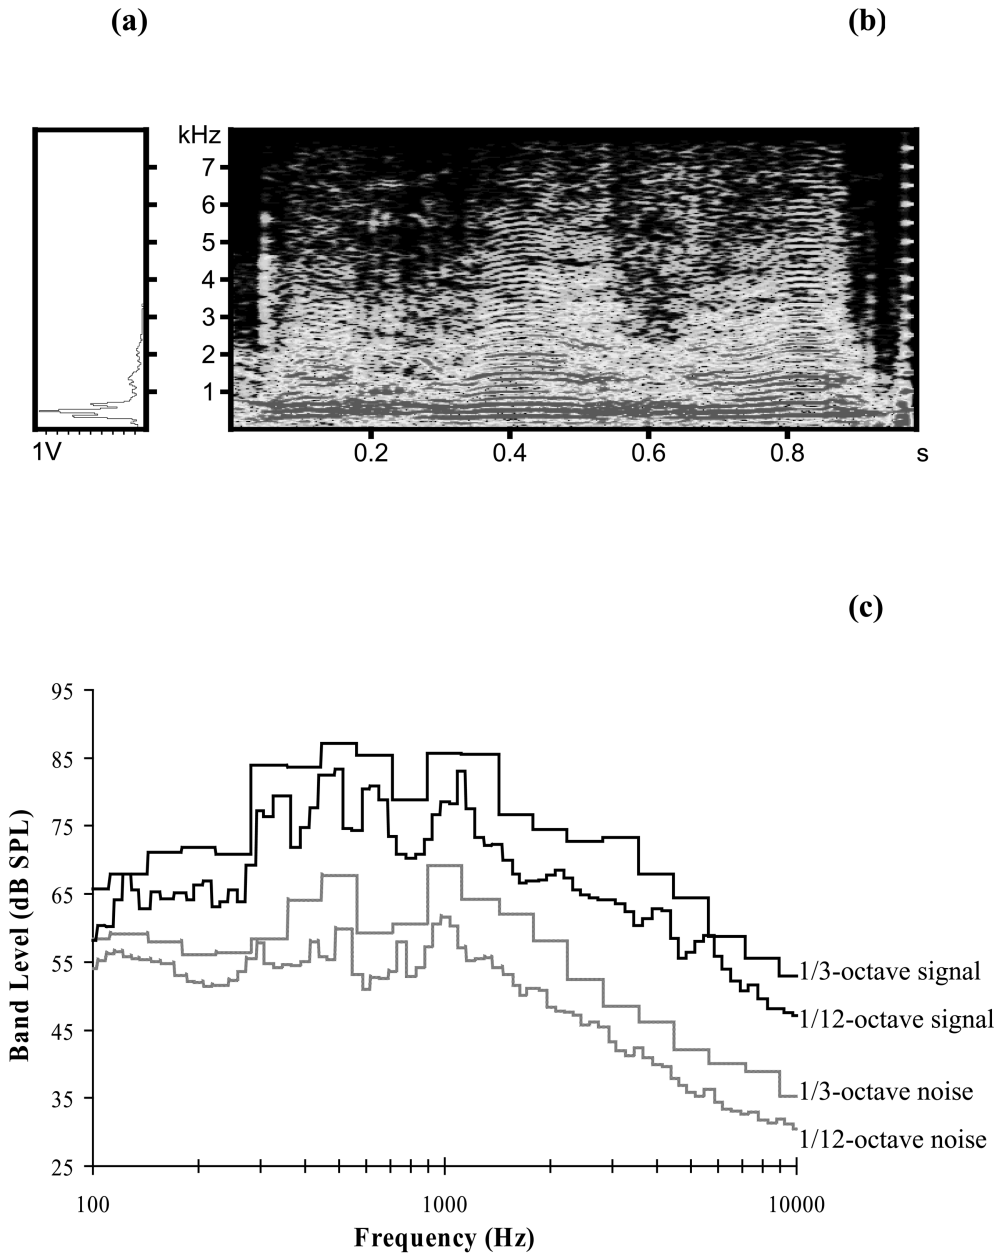 (a)
(b)
kHz
7
6
5
4
3
2
1
1V
0.2 0.4 0.6 0.8 s
(c)
95
85
75
65
55
45
35
25
Band Level (dB SPL)
1/3-octave signal
1/12-octave signal
1/3-octave noise
1/12-octave noise
100 1000 10000
Frequency (Hz)